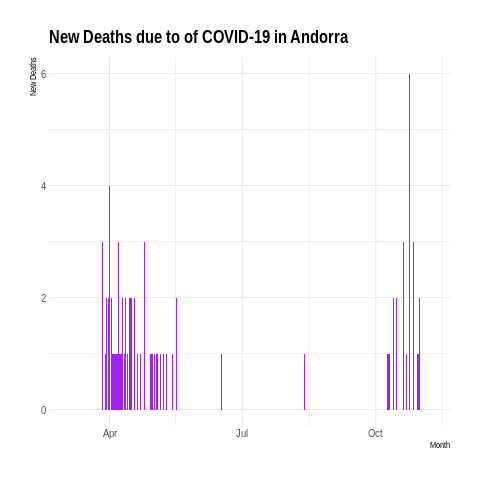 New Deaths due to of COVID-19 in Andorra
New Deaths
6
4
2
0
Apr
Jul
Oct
Month